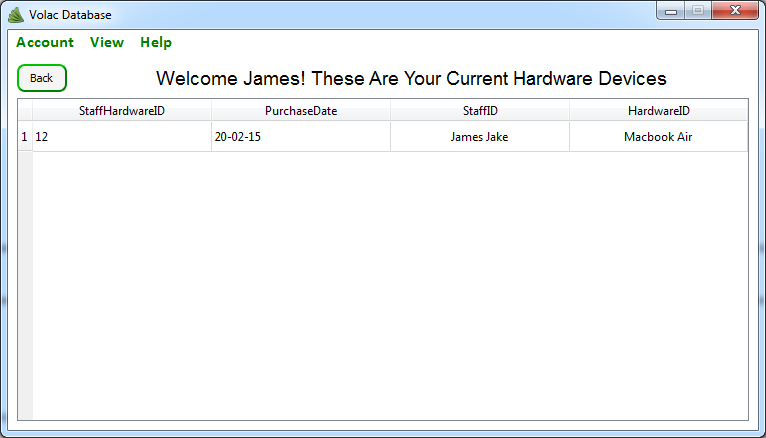 Volac Database
Account View Help
Back
Welcome James! These Are Your Current Hardware Devices
StaffHardwareID PurchaseDate StaffID HardwareID
1 12 20-02-15 James Jake Macbook Air